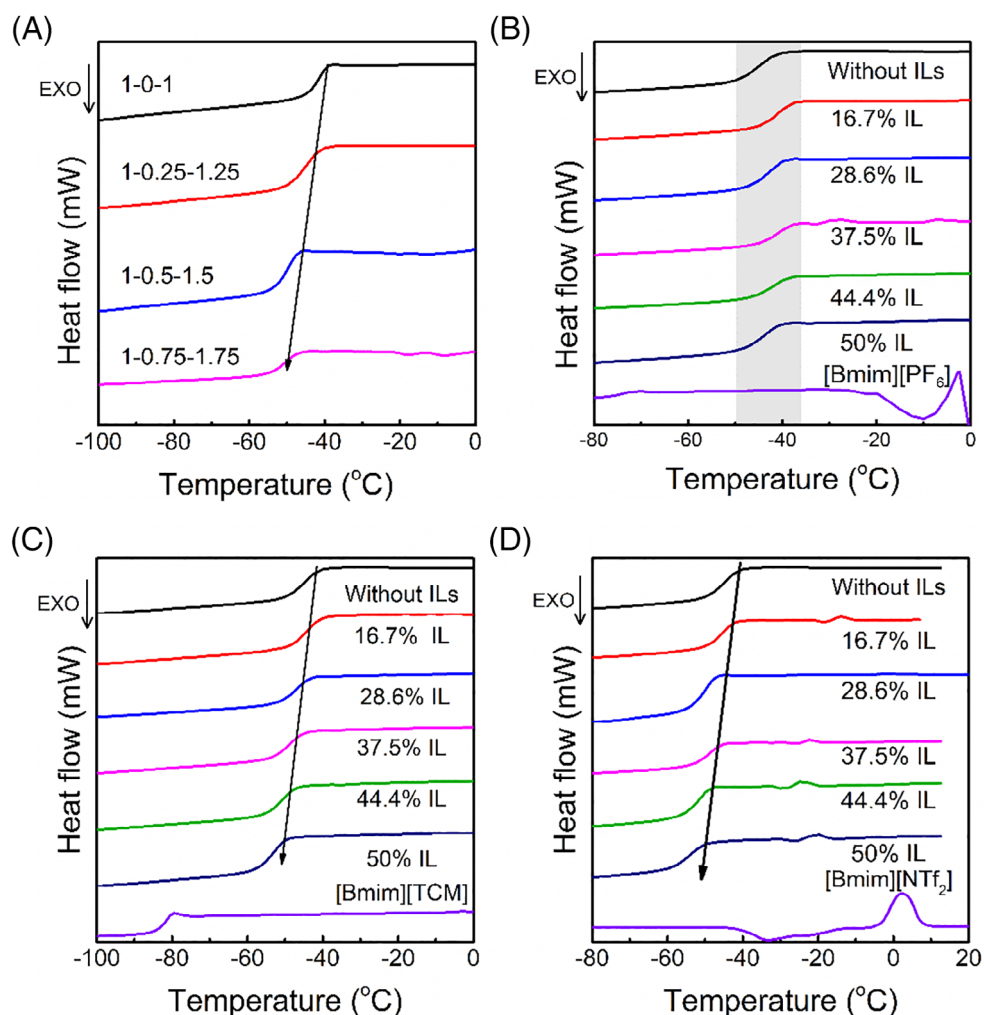 (A)
EXO
1-0-1
1-0.25-1.25
1-0.5-1.5
1-0.75-1.75
Heat flow (mW)
-100 -80 -60 -40 -20 0
Temperature (°C)
(B)
EXO
Without ILs
16.7% IL
28.6% IL
37.5% IL
44.4% IL
50% IL
[Bmim][PF₆]
Heat flow (mW)
-80 -60 -40 -20 0
Temperature (°C)
(C)
EXO
Without ILs
16.7% IL
28.6% IL
37.5% IL
44.4% IL
50% IL
[Bmim][TCM]
Heat flow (mW)
-100 -80 -60 -40 -20 0
Temperature (°C)
(D)
EXO
Without ILs
16.7% IL
28.6% IL
37.5% IL
44.4% IL
50% IL
[Bmim][NTf₂]
Heat flow (mW)
-80 -60 -40 -20 0 20
Temperature (°C)